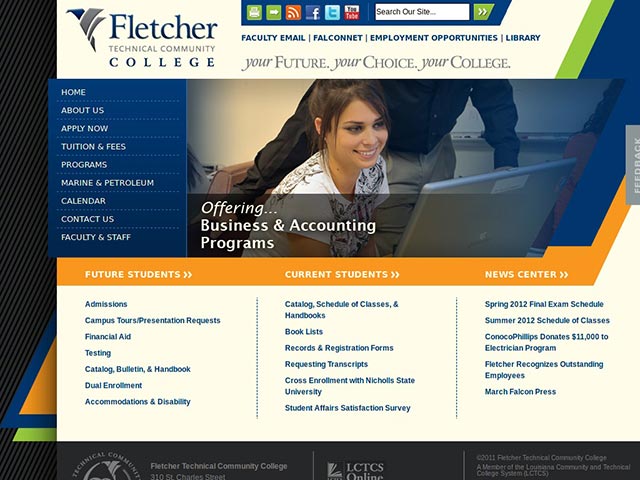 Fletcher
TECHNICAL COMMUNITY
COLLEGE
You
Tube
Search Our Site...
FACULTY EMAIL | FALCONNET | EMPLOYMENT OPPORTUNITIES | LIBRARY
your FUTURE. your CHOICE. your COLLEGE.
HOME
ABOUT US
APPLY NOW
TUITION & FEES
PROGRAMS
MARINE & PETROLEUM
CALENDAR
CONTACT US
FACULTY & STAFF
Offering...
Business & Accounting
Programs
FEEDBACK
FUTURE STUDENTS
Admissions
Campus Tours/Presentation Requests
Financial Aid
Testing
Catalog, Bulletin, & Handbook
Dual Enrollment
Accommodations & Disability
CURRENT STUDENTS
Catalog, Schedule of Classes, &
Handbooks
Book Lists
Records & Registration Forms
Requesting Transcripts
Cross Enrollment with Nicholls State
University
Student Affairs Satisfaction Survey
NEWS CENTER
Spring 2012 Final Exam Schedule
Summer 2012 Schedule of Classes
ConocoPhillips Donates $11,000 to
Electrician Program
Fletcher Recognizes Outstanding
Employees
March Falcon Press
TECHNICAL COMMUNITY
Fletcher Technical Community College
310 St. Charles Street
LCTCS
Online
©2011 Fletcher Technical Community College
A Member of the Louisiana Community and Technical
College System (LCTCS)